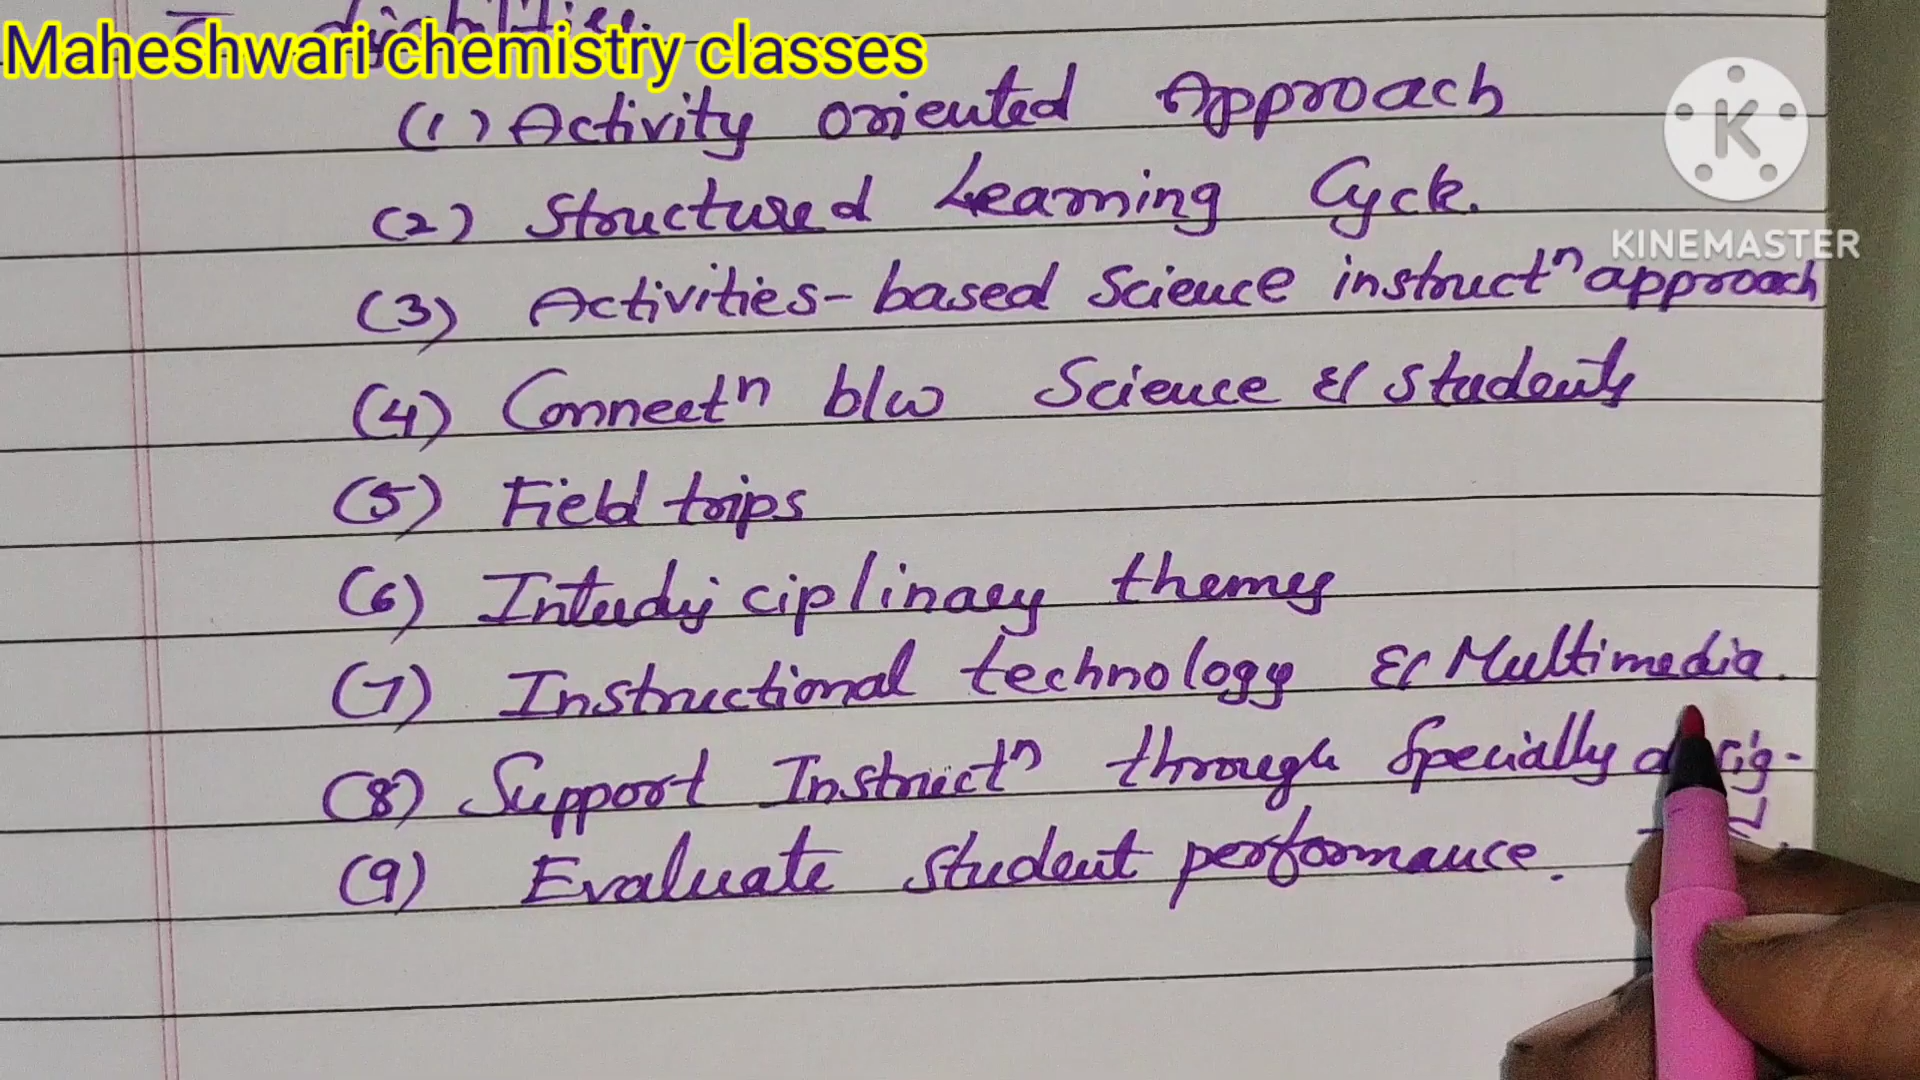 disabilities.
Maheshwari chemistry classes
(1) Activity oriented Approach
(2) Structured Learning Cycle.
(3) Activities-based Science instructⁿ approach
(4) Connectⁿ b/w Science & students
(5) Field trips
(6) Interdisciplinary themes
(7) Instructional technology & Multimedia.
(8) Support Instructⁿ through Specially desig-
(9) Evaluate student performance.
KINEMASTER